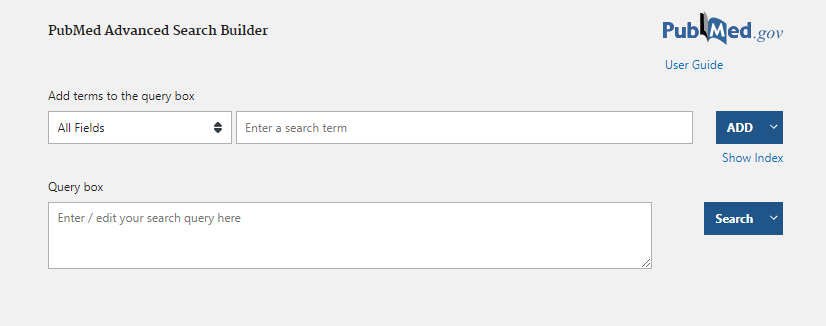 PubMed Advanced Search Builder
PubMed.gov
User Guide
Add terms to the query box
All Fields
Enter a search term
ADD
Show Index
Query box
Enter / edit your search query here
Search